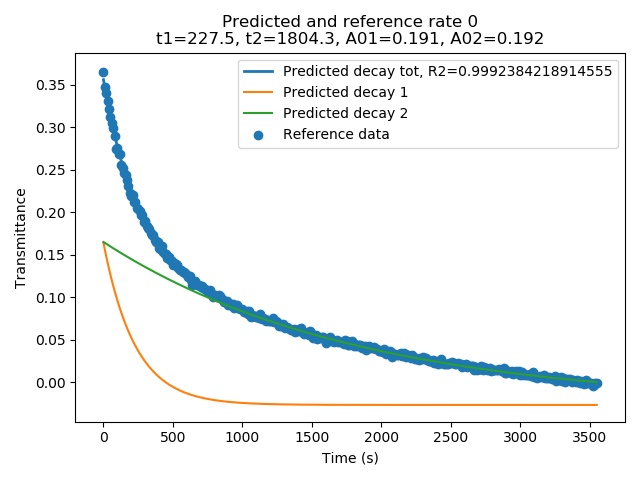 Predicted and reference rate 0
t1=227.5, t2=1804.3, A01=0.191, A02=0.192
Predicted decay tot, R2=0.9992384218914555
Predicted decay 1
Predicted decay 2
Reference data
Transmittance
0.35
0.30
0.25
0.20
0.15
0.10
0.05
0.00
0 500 1000 1500 2000 2500 3000 3500
Time (s)